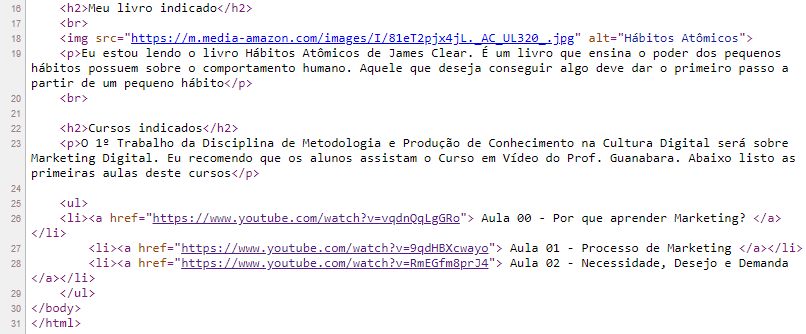 16 <h2>Meu livro indicado</h2>
17 <br>
18 <img src="https://m.media-amazon.com/images/I/81eT2pjx4jL._AC_UL320_.jpg" alt="Hábitos Atômicos">
19 <p>Eu estou lendo o livro Hábitos Atômicos de James Clear. É um livro que ensina o poder dos pequenos
hábitos possuem sobre o comportamento humano. Aquele que deseja conseguir algo deve dar o primeiro passo a
partir de um pequeno hábito</p>
20 <br>
21
22 <h2>Cursos indicados</h2>
23 <p>O 1º Trabalho da Disciplina de Metodologia e Produção de Conhecimento na Cultura Digital será sobre
Marketing Digital. Eu recomendo que os alunos assistam o Curso em Vídeo do Prof. Guanabara. Abaixo listo as
primeiras aulas deste cursos</p>
24
25 <ul>
26 <li><a href="https://www.youtube.com/watch?v=vqdnQqLgGRo"> Aula 00 - Por que aprender Marketing? </a>
</li>
27 <li><a href="https://www.youtube.com/watch?v=9qdHBXcwayo"> Aula 01 - Processo de Marketing </a></li>
28 <li><a href="https://www.youtube.com/watch?v=RmEGfm8prJ4"> Aula 02 - Necessidade, Desejo e Demanda
</a></li>
29 </ul>
30 </body>
31 </html>